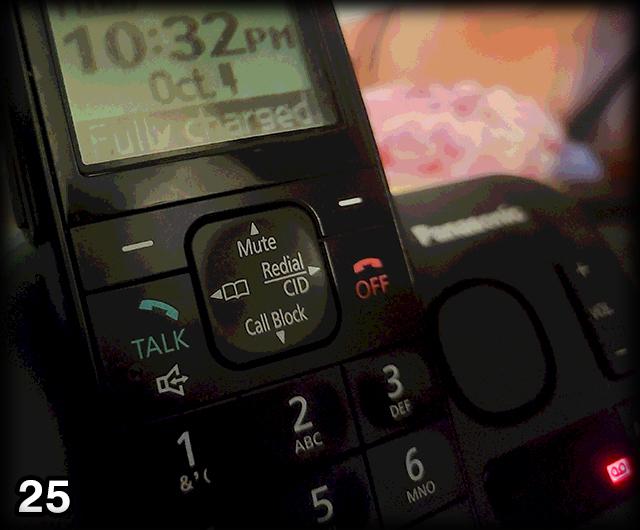 10:32PM
Oct. 4
Fully charged
Panasonic
Mute
Redial
CID
Call Block
TALK
OFF
+
VOL
-
1
&'(
2
ABC
3
DEF
5
6
MNO
25